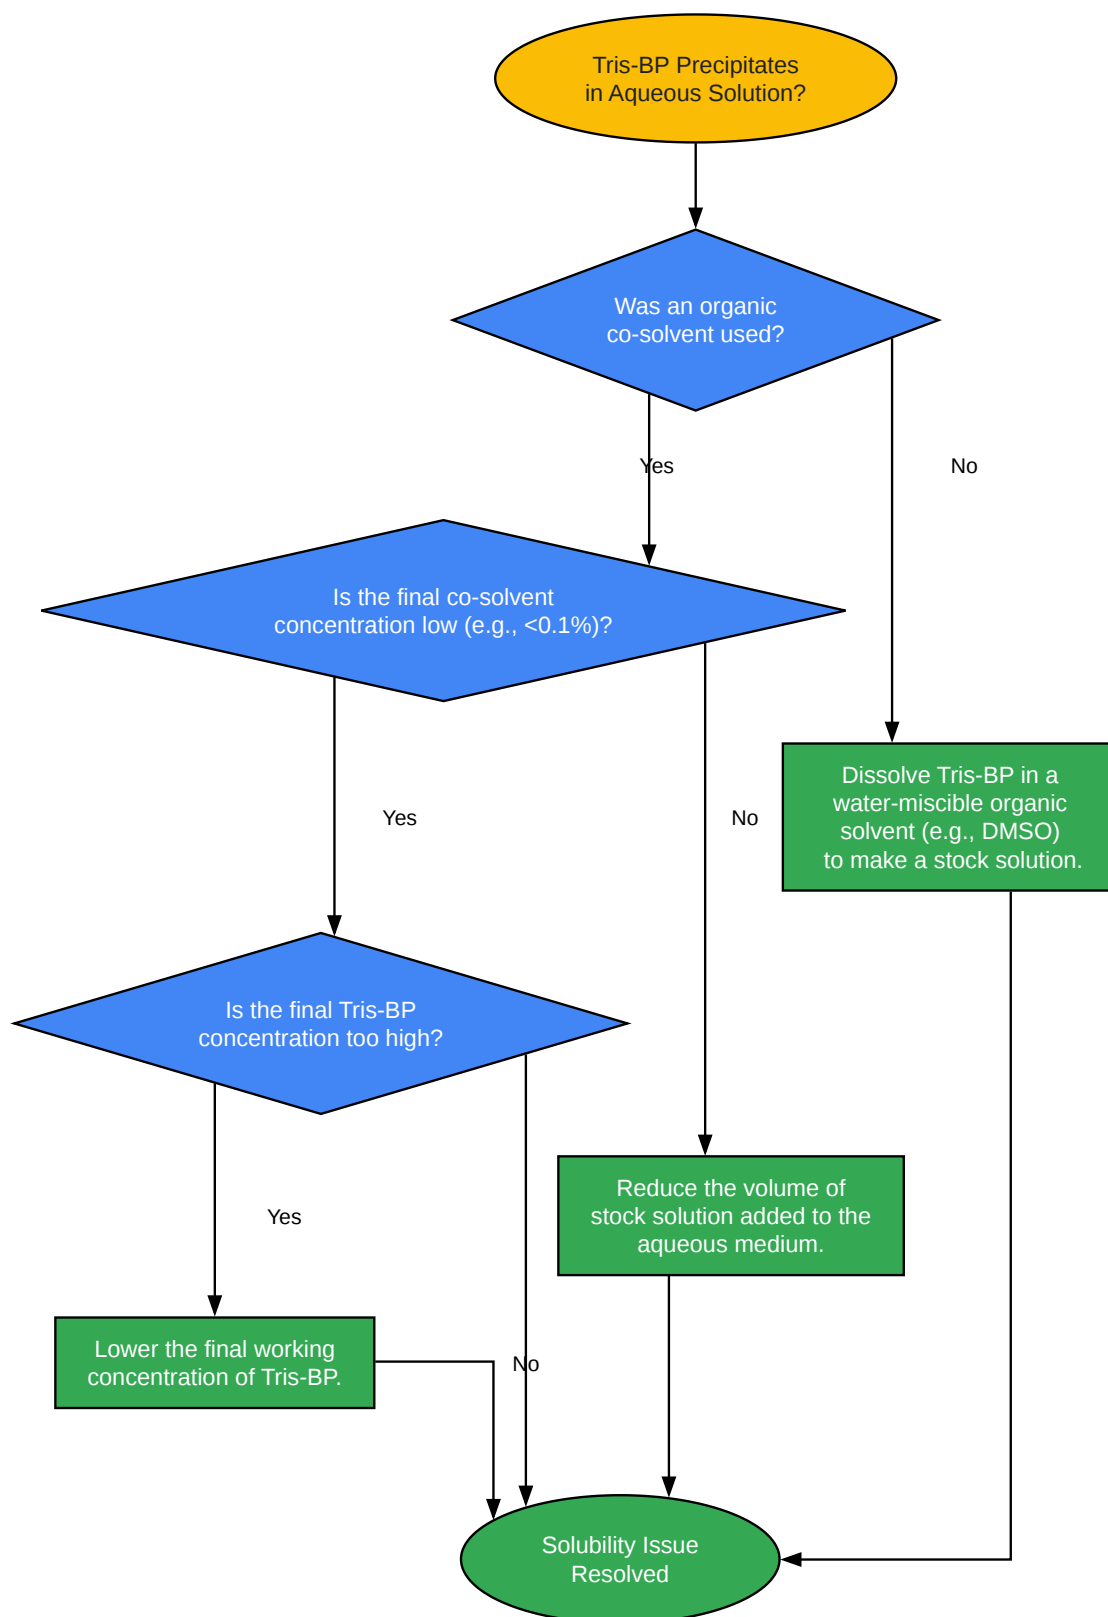 Tris-BP Precipitates
in Aqueous Solution?
Was an organic
co-solvent used?
Yes
No
Is the final co-solvent
concentration low (e.g., <0.1%)?
Yes
No
Dissolve Tris-BP in a
water-miscible organic
solvent (e.g., DMSO)
to make a stock solution.
Is the final Tris-BP
concentration too high?
Yes
Reduce the volume of
stock solution added to the
aqueous medium.
Lower the final working
concentration of Tris-BP.
No
Solubility Issue
Resolved